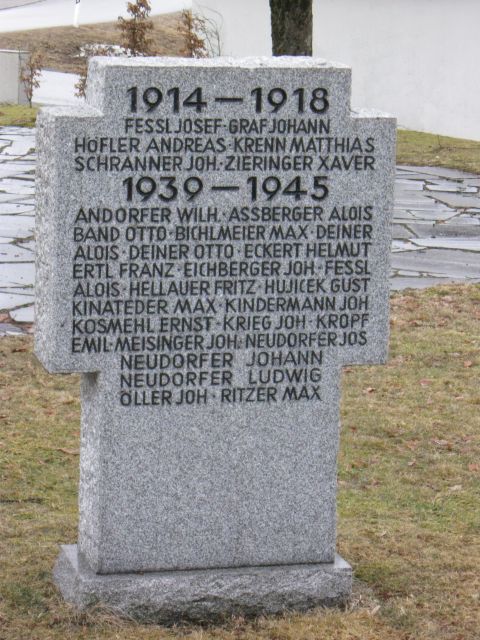 1914 – 1918
FESSL JOSEF · GRAF JOHANN
HÖFLER ANDREAS · KRENN MATTHIAS
SCHRANNER JOH · ZIERINGER XAVER
1939 – 1945
ANDORFER WILH · ASSBERGER ALOIS
BAND OTTO · BICHLMEIER MAX · DEINER
ALOIS · DEINER OTTO · ECKERT HELMUT
ERTL FRANZ · EICHBERGER JOH · FESSL
ALOIS · HELLAUER FRITZ · HUJICEK GUST
KINATEDER MAX · KINDERMANN JOH
KOSMEHL ERNST · KRIEG JOH · KROPF
EMIL · MEISINGER JOH · NEUDORFER JOS
NEUDORFER JOHANN
NEUDORFER LUDWIG
ÖLLER JOH · RITZER MAX